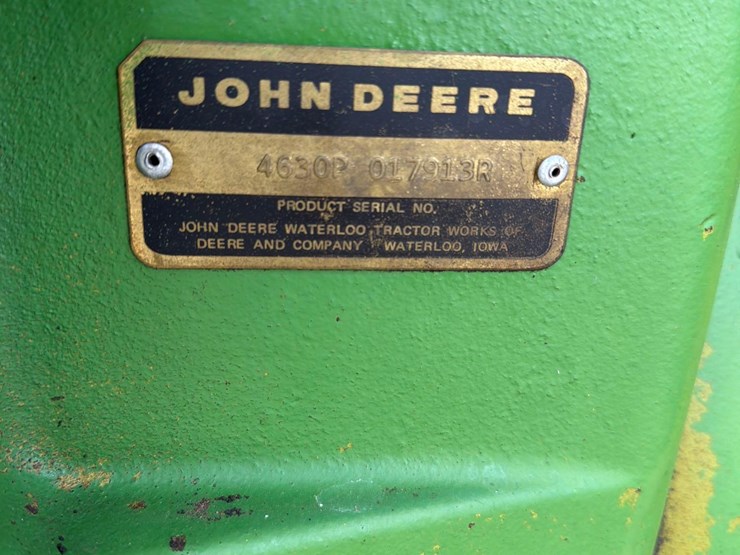 JOHN DEERE
4630P 017913R
PRODUCT SERIAL NO.
JOHN DEERE WATERLOO TRACTOR WORKS OF
DEERE AND COMPANY WATERLOO, IOWA